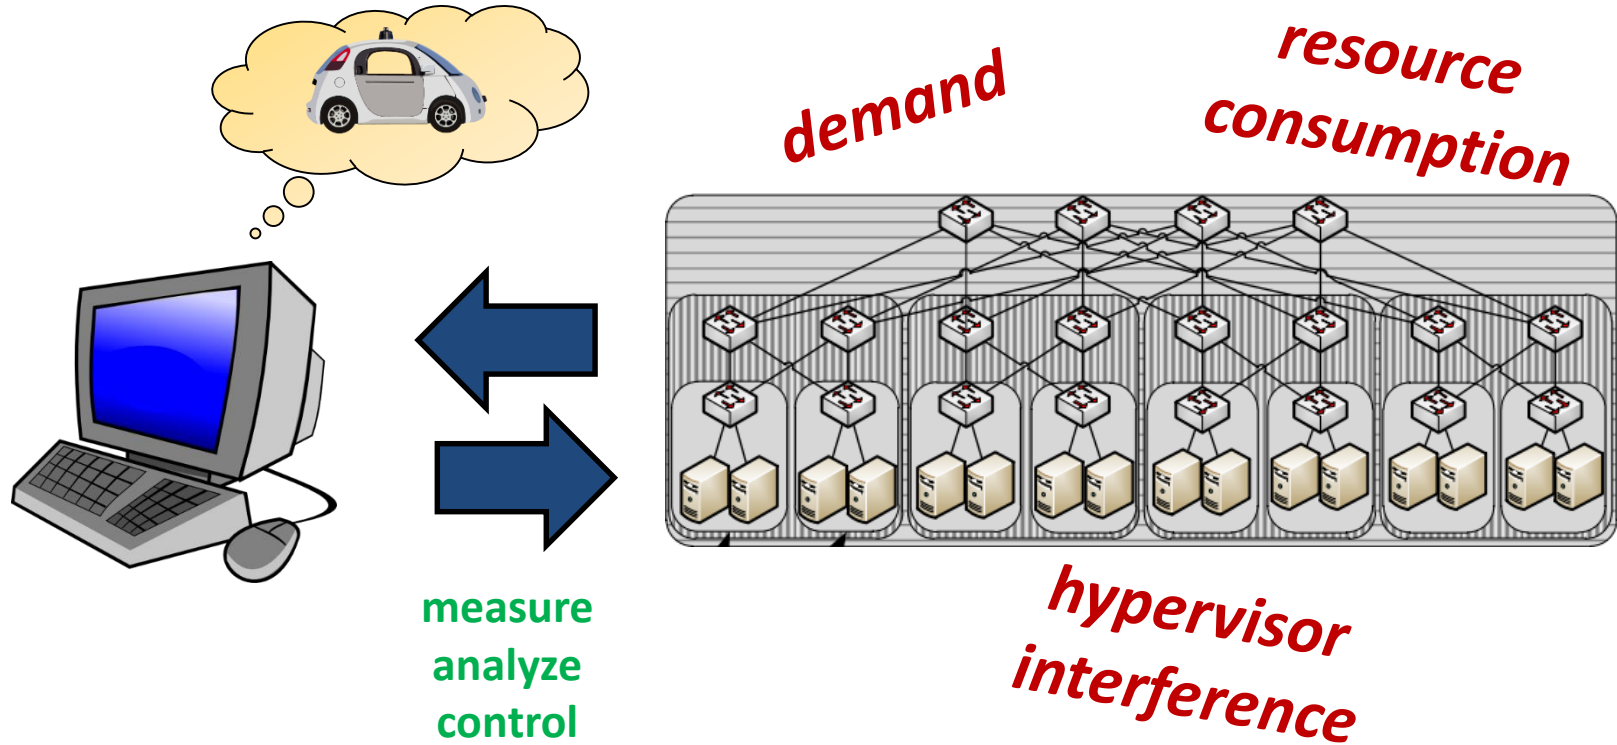 demand
resource
consumption
measure
analyze
control
hypervisor
interference